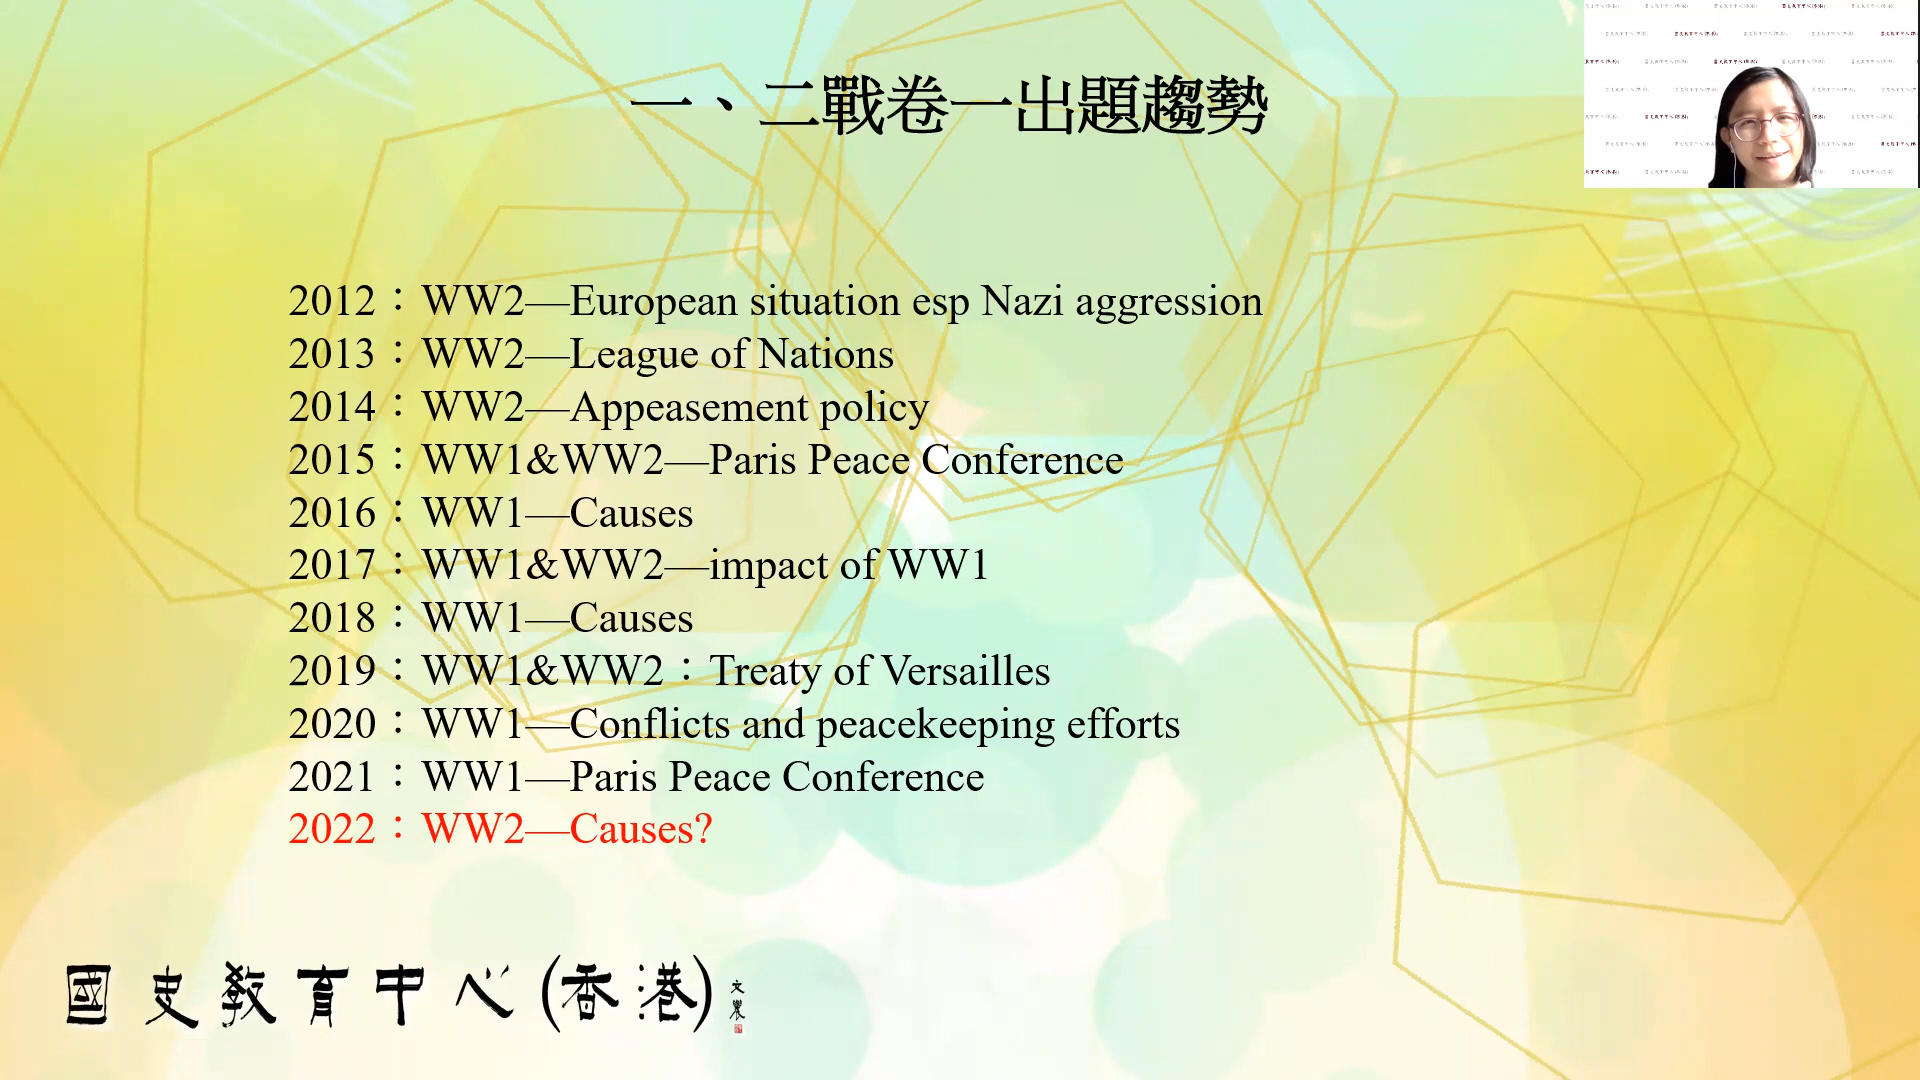 一、二戰卷一出題趨勢
2012：WW2—European situation esp Nazi aggression
2013：WW2—League of Nations
2014：WW2—Appeasement policy
2015：WW1&WW2—Paris Peace Conference
2016：WW1—Causes
2017：WW1&WW2—impact of WW1
2018：WW1—Causes
2019：WW1&WW2：Treaty of Versailles
2020：WW1—Conflicts and peacekeeping efforts
2021：WW1—Paris Peace Conference
2022：WW2—Causes?
國史教育中心(香港)